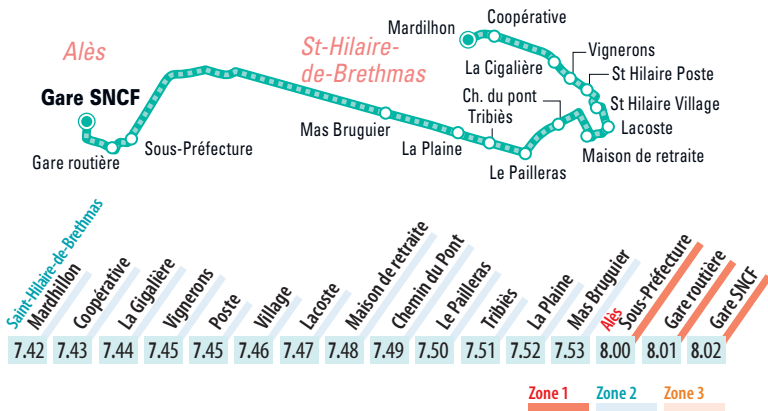 Alès
St-Hilaire-
de-Brethmas
Mardilhon
Coopérative
La Cigalière
Vignerons
St Hilaire Poste
St Hilaire Village
Lacoste
Maison de retraite
Ch. du pont
Tribiès
Le Pailleras
La Plaine
Mas Bruguier
Sous-Préfecture
Gare routière
Gare SNCF
Saint-Hilaire-de-Brethmas
Mardhillon
Coopérative
La Gigalière
Vignerons
Poste
Village
Lacoste
Maison de retraite
Chemin du Pont
Le Pailleras
Tribiès
La Plaine
Mas Bruguier
Alès
Sous-Préfecture
Gare routière
Gare SNCF
7.42 7.43 7.44 7.45 7.45 7.46 7.47 7.48 7.49 7.50 7.51 7.52 7.53 8.00 8.01 8.02
Zone 1 Zone 2 Zone 3